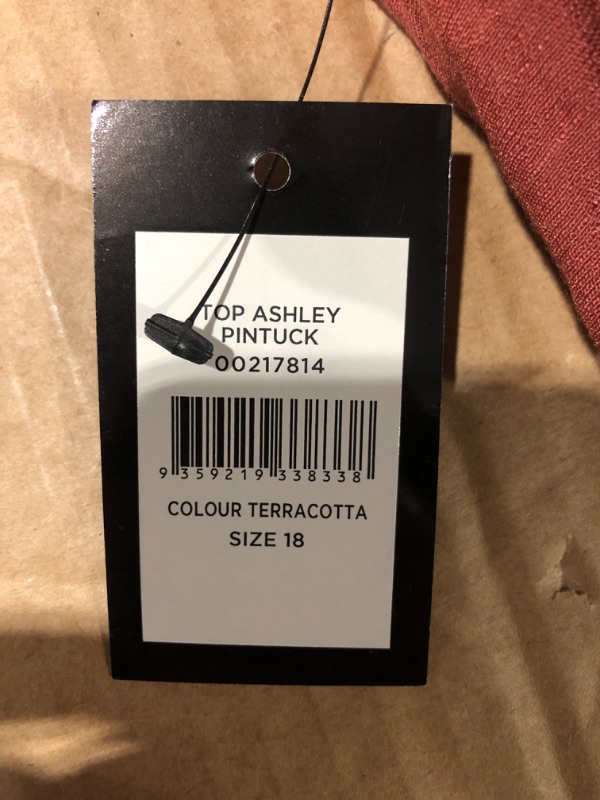 TOP ASHLEY
PINTUCK
00217814
9 359219 338338
COLOUR TERRACOTTA
SIZE 18